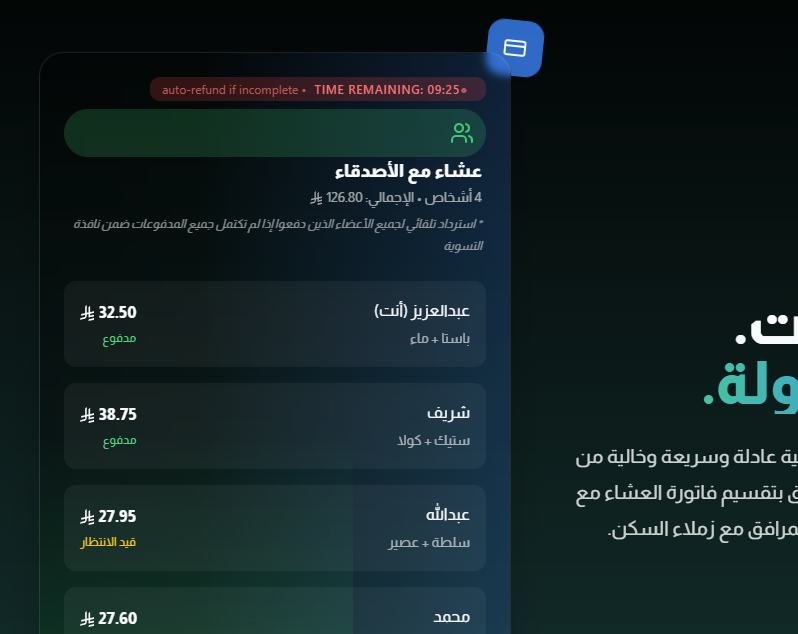 auto-refund if incomplete • TIME REMAINING: 09:25
عشاء مع الأصدقاء
4 أشخاص • الإجمالي: 126.80
* استرداد تلقائي لجميع الأعضاء الذين دفعوا إذا لم تكتمل جميع المدفوعات ضمن نافذة
التسوية
عبدالعزيز (أنت)
32.50
باستا + ماء
مدفوع
شريف
38.75
ستيك + كولا
مدفوع
عبدالله
27.95
سلطة + عصير
قيد الانتظار
محمد
27.60
عادلة وسريعة وخالية من
بتقسيم فاتورة العشاء مع
مع زملاء السكن.